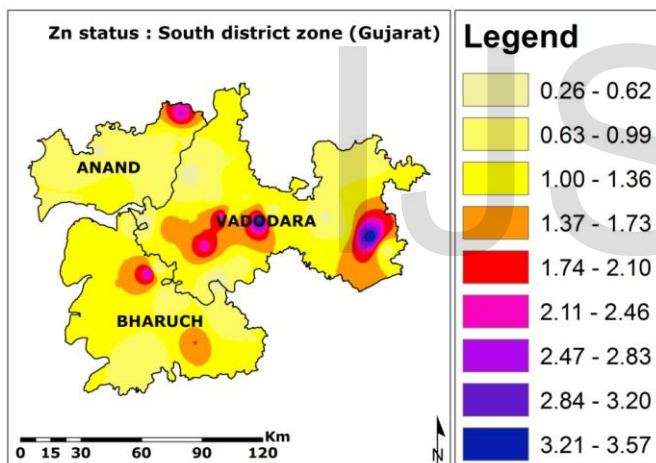 Zn status : South district zone (Gujarat)
ANAND
VADODARA
BHARUCH
Km
0 15 30 60 90 120
N
Legend
0.26 - 0.62
0.63 - 0.99
1.00 - 1.36
1.37 - 1.73
1.74 - 2.10
2.11 - 2.46
2.47 - 2.83
2.84 - 3.20
3.21 - 3.57
IJS